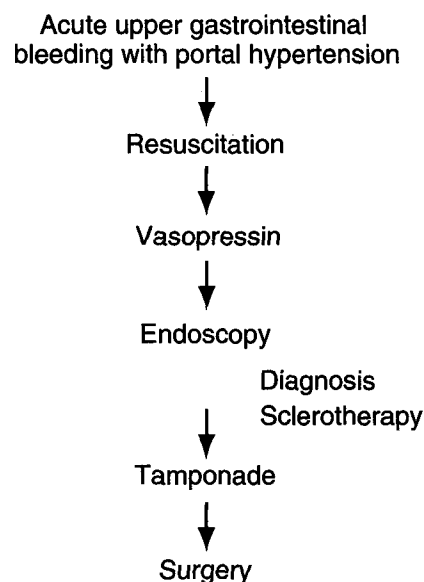 Acute upper gastrointestinal
bleeding with portal hypertension
Resuscitation
Vasopressin
Endoscopy
Diagnosis
Sclerotherapy
Tamponade
Surgery